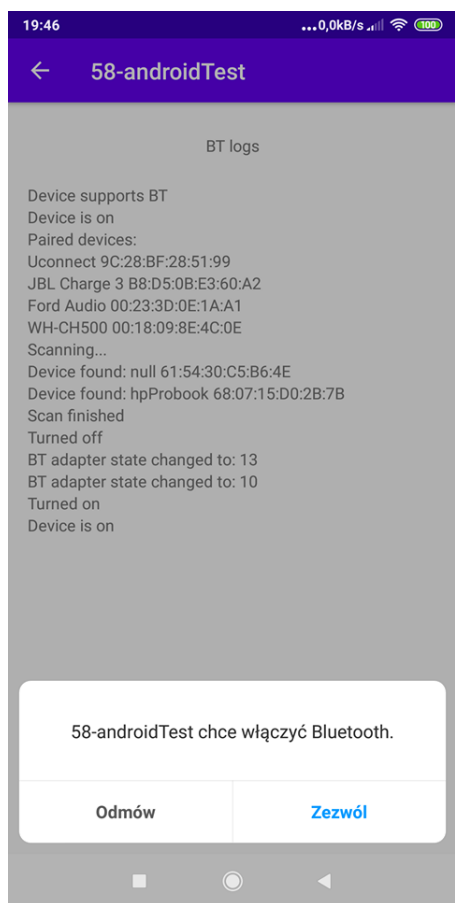 19:46
...0,0kB/s
100
58-androidTest
BT logs
Device supports BT
Device is on
Paired devices:
Uconnect 9C:28:BF:28:51:99
JBL Charge 3 B8:D5:0B:E3:60:A2
Ford Audio 00:23:3D:0E:1A:A1
WH-CH500 00:18:09:8E:4C:0E
Scanning...
Device found: null 61:54:30:C5:B6:4E
Device found: hpProbook 68:07:15:D0:2B:7B
Scan finished
Turned off
BT adapter state changed to: 13
BT adapter state changed to: 10
Turned on
Device is on
58-androidTest chce włączyć Bluetooth.
Odmów
Zezwól